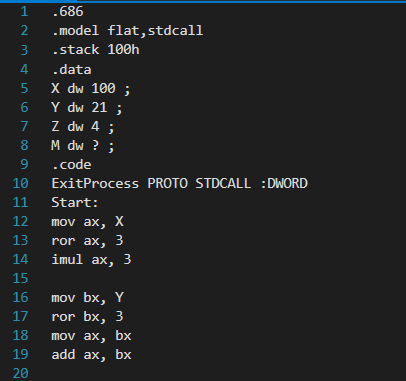 1 .686
2 .model flat,stdcall
3 .stack 100h
4 .data
5 X dw 100 ;
6 Y dw 21 ;
7 Z dw 4 ;
8 M dw ? ;
9 .code
10 ExitProcess PROTO STDCALL :DWORD
11 Start:
12 mov ax, X
13 ror ax, 3
14 imul ax, 3
15
16 mov bx, Y
17 ror bx, 3
18 mov ax, bx
19 add ax, bx
20